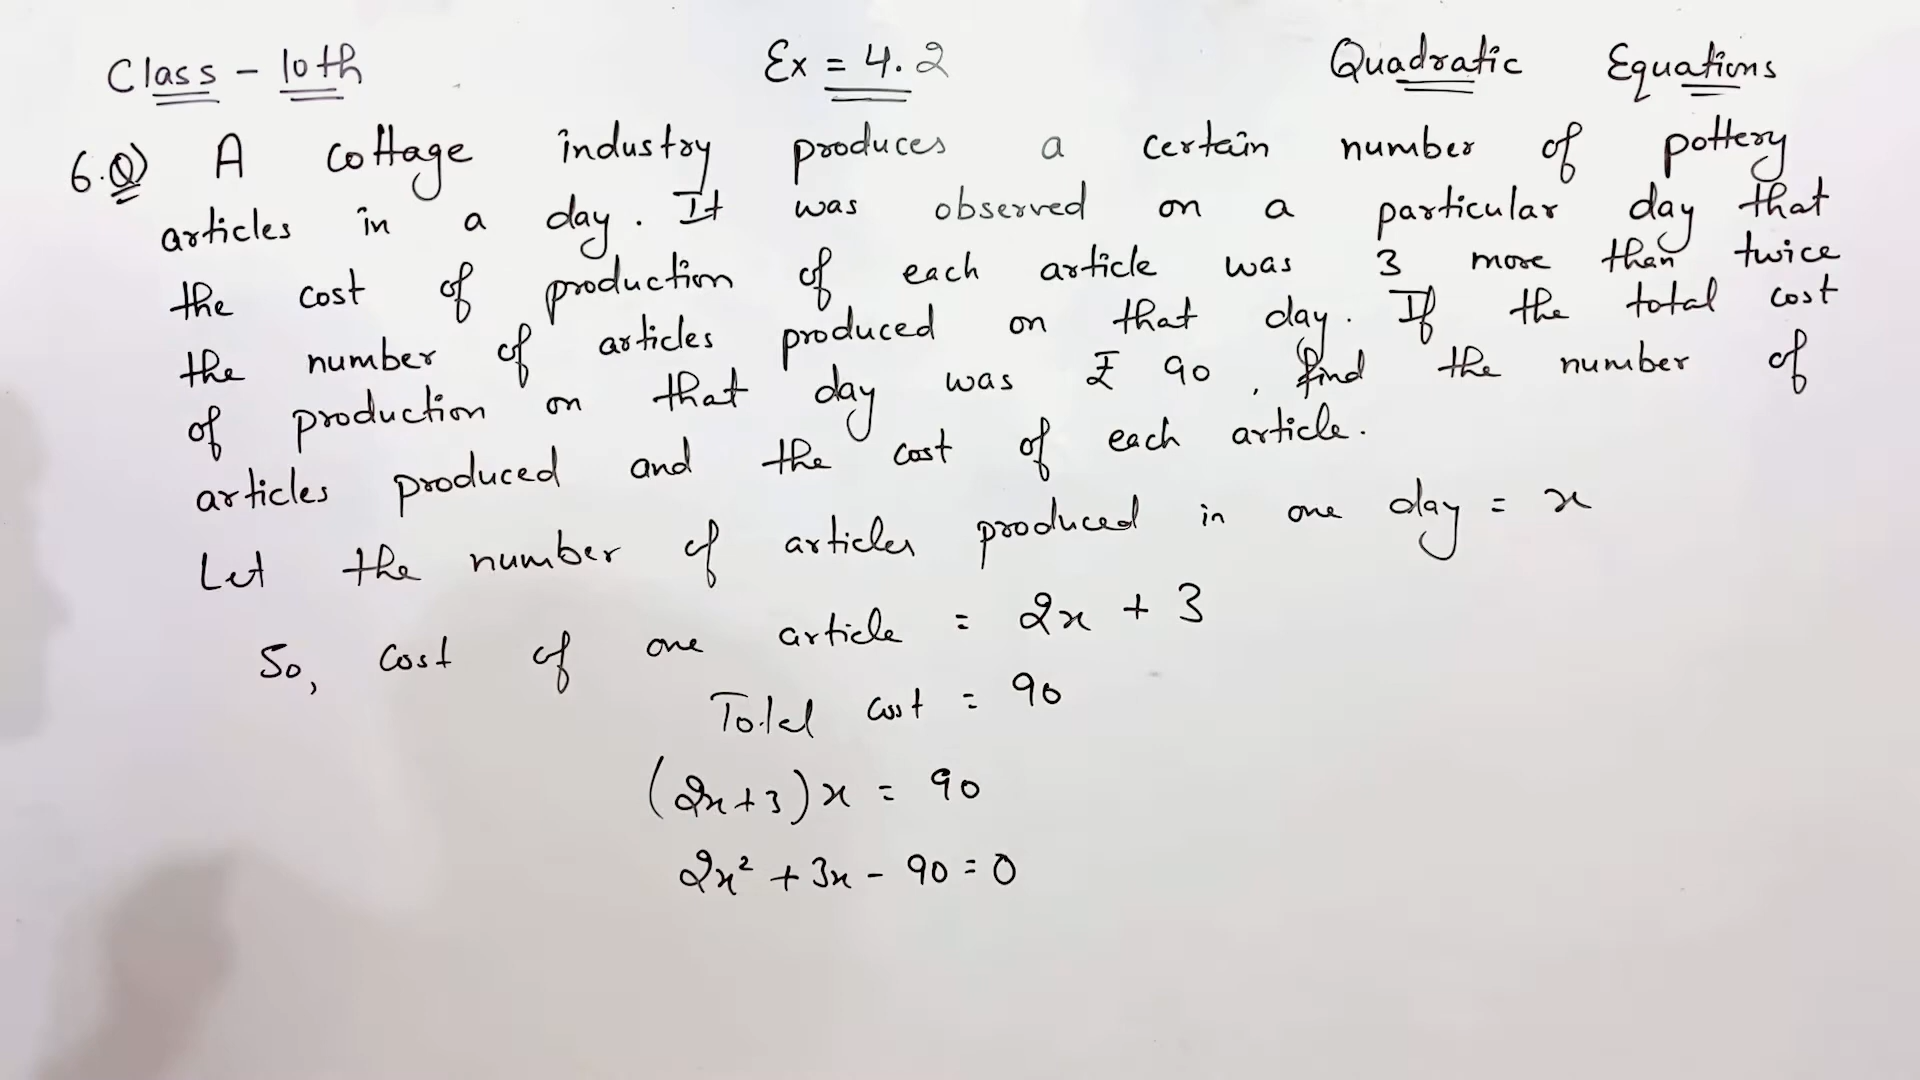 Class - 10th Ex = 4.2 Quadratic Equations
6.Q) A cottage industry produces a certain number of pottery
articles in a day. It was observed on a particular day that
the cost of production of each article was 3 more than twice
the number of articles produced on that day. If the total cost
of production on that day was ₹ 90, find the number of
articles produced and the cost of each article.
Let the number of articles produced in one day = x
So, cost of one article = 2x + 3
Total cost = 90
(2x+3)x = 90
2x² + 3x - 90 = 0